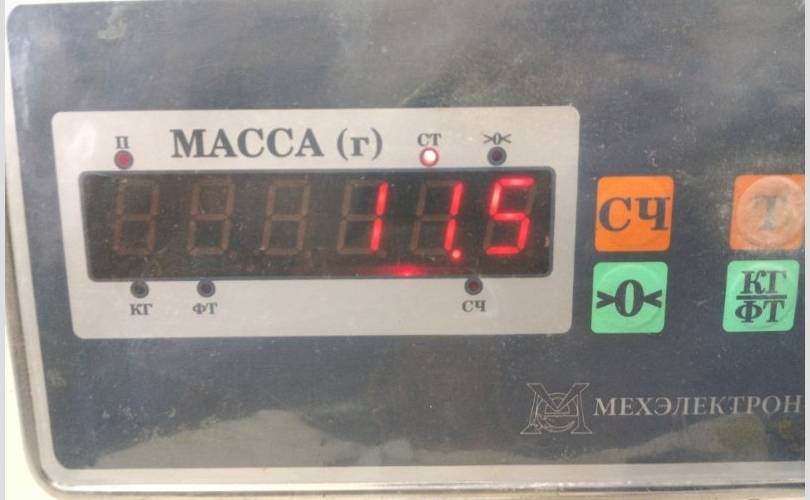 П МАССА (г) СТ >0<
11.5
КГ ФТ СЧ
СЧ Т
>0< КГ/ФТ
МЕХЭЛЕКТРОН